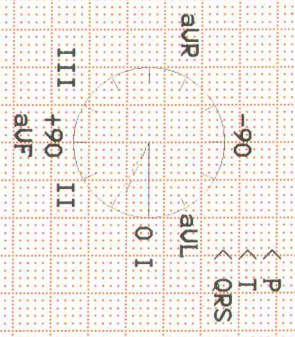 < P
-90 < T
< QRS
aVR aVL
0 I
III II
+90
aVF